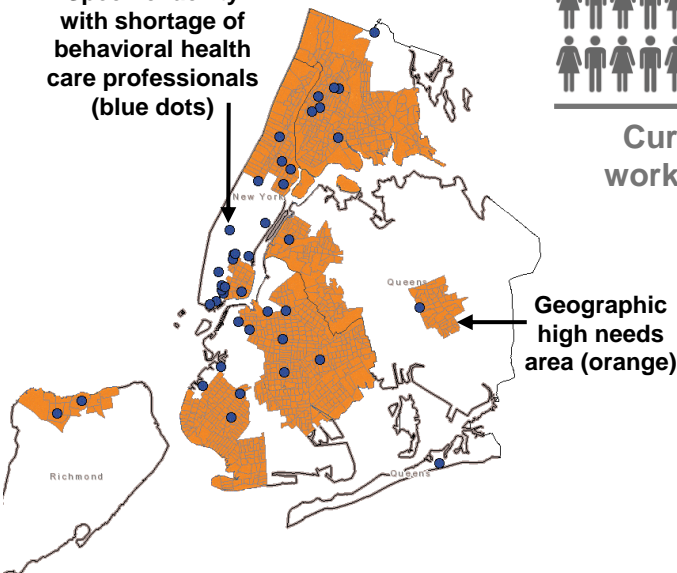 with shortage of
behavioral health
care professionals
(blue dots)
Cur
work
New York
Queens
Geographic
high needs
area (orange)
Richmond
Queens